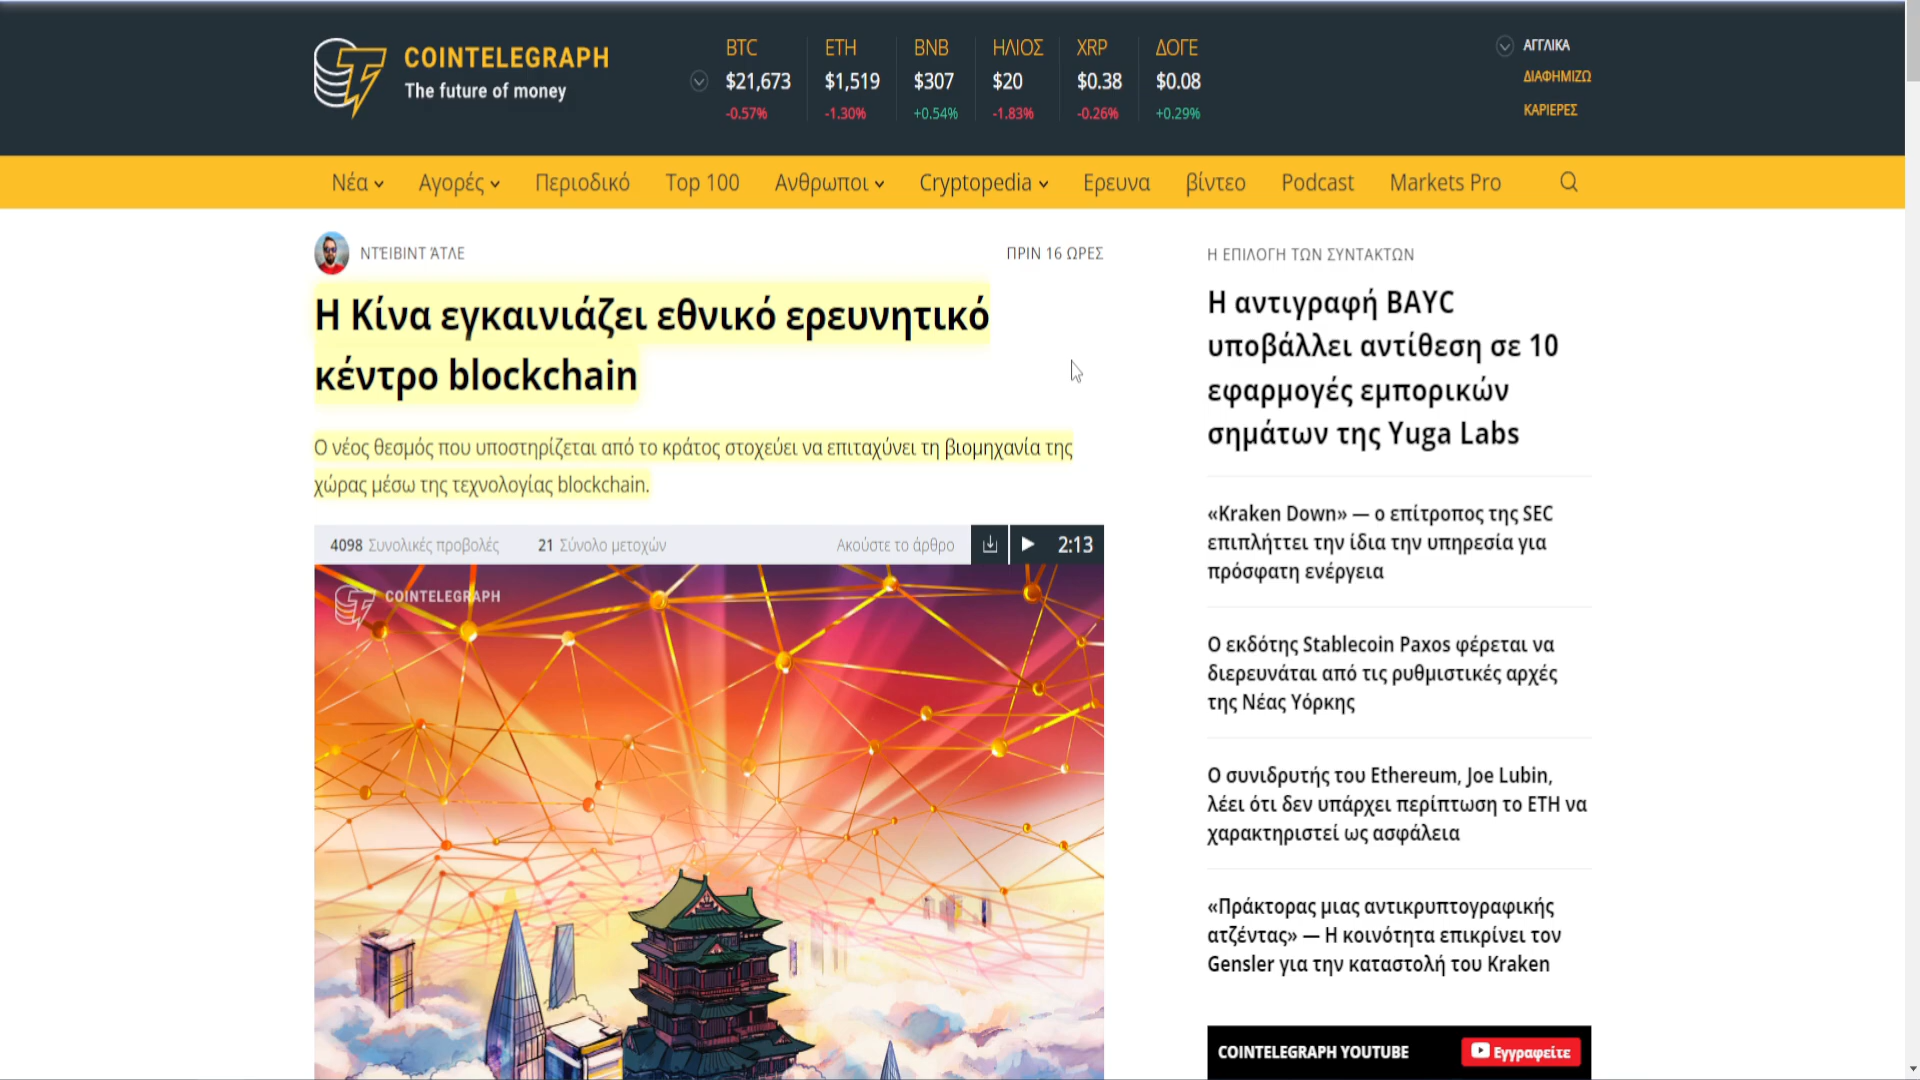 COINTELEGRAPH
The future of money
BTC ETH BNB ΗΛΙΟΣ XRP ΔΟΓΕ
$21,673 $1,519 $307 $20 $0.38 $0.08
-0.57% -1.30% +0.54% -1.83% -0.26% +0.29%
ΑΓΓΛΙΚΑ
ΔΙΑΦΗΜΙΖΩ
ΚΑΡΙΕΡΕΣ
Νέα Αγορές Περιοδικό Top 100 Ανθρωποι Cryptopedia Ερευνα βίντεο Podcast Markets Pro
ΝΤΈΙΒΙΝΤ ΆΤΛΕ ΠΡΙΝ 16 ΩΡΕΣ
Η Κίνα εγκαινιάζει εθνικό ερευνητικό
κέντρο blockchain
Ο νέος θεσμός που υποστηρίζεται από το κράτος στοχεύει να επιταχύνει τη βιομηχανία της
χώρας μέσω της τεχνολογίας blockchain.
4098 Συνολικές προβολές 21 Σύνολο μετοχών Ακούστε το άρθρο 2:13
COINTELEGRAPH
Η ΕΠΙΛΟΓΗ ΤΩΝ ΣΥΝΤΑΚΤΩΝ
Η αντιγραφή BAYC
υποβάλλει αντίθεση σε 10
εφαρμογές εμπορικών
σημάτων της Yuga Labs
«Kraken Down» — ο επίτροπος της SEC
επιπλήττει την ίδια την υπηρεσία για
πρόσφατη ενέργεια
Ο εκδότης Stablecoin Paxos φέρεται να
διερευνάται από τις ρυθμιστικές αρχές
της Νέας Υόρκης
Ο συνιδρυτής του Ethereum, Joe Lubin,
λέει ότι δεν υπάρχει περίπτωση το ETH να
χαρακτηριστεί ως ασφάλεια
«Πράκτορας μιας αντικρυπτογραφικής
ατζέντας» — Η κοινότητα επικρίνει τον
Gensler για την καταστολή του Kraken
COINTELEGRAPH YOUTUBE Εγγραφείτε